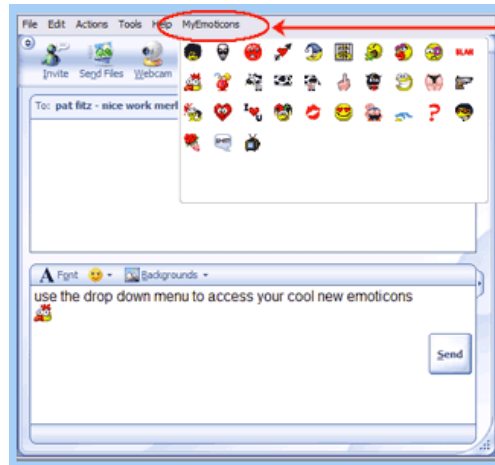 File Edit Actions Tools Help MyEmoticons
Invite Send Files Webcam
BLAH
To: pat fitz - nice work merl
I U
?
A Font Backgrounds
use the drop down menu to access your cool new emoticons
Send